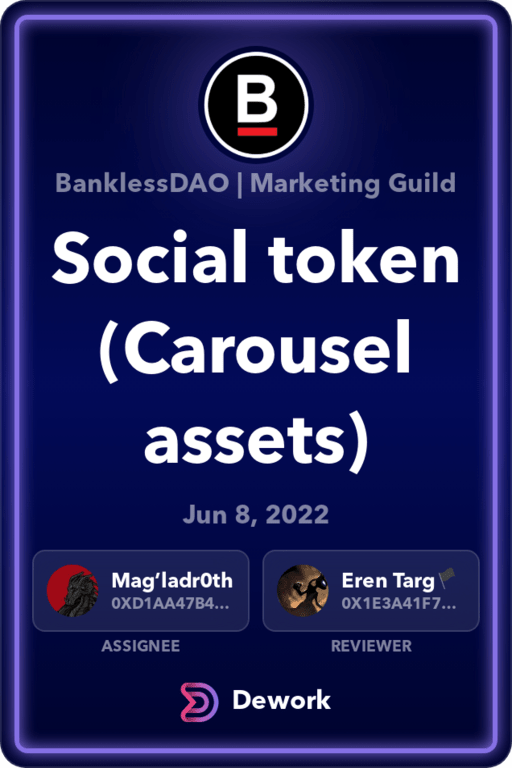 B
BanklessDAO | Marketing Guild
Social token
(Carousel
assets)
Jun 8, 2022
Mag’ladr0th
0XD1AA47B4...
Eren Targ🏴
0X1E3A41F7...
ASSIGNEE
REVIEWER
Dework